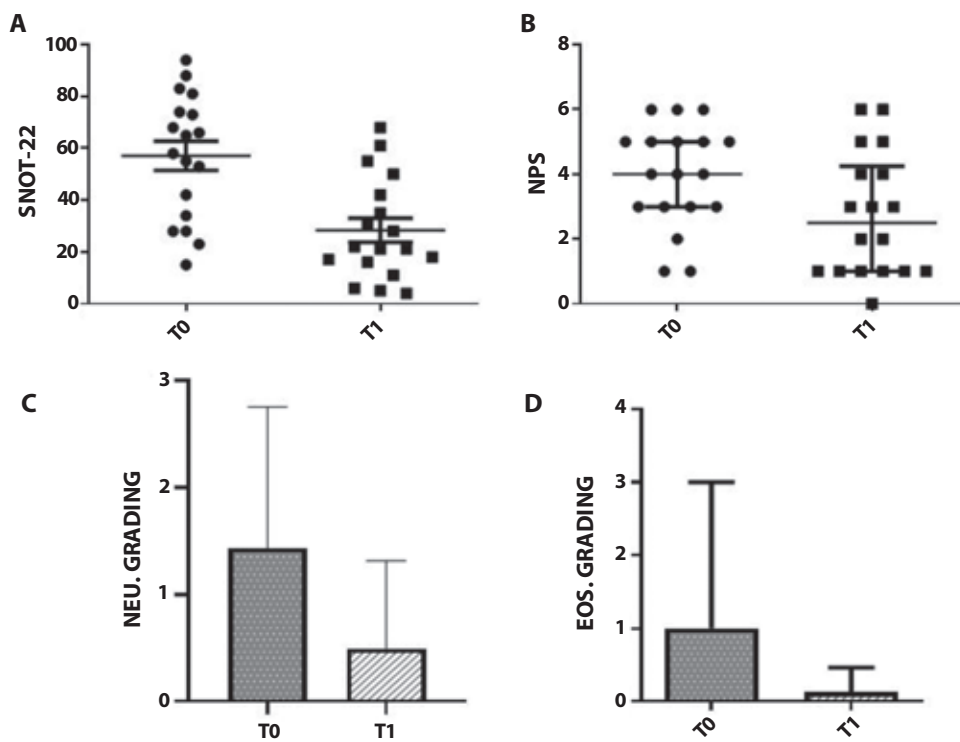 A
SNOT-22
100
80
60
40
20
0
T0
T1
B
NPS
8
6
4
2
0
T0
T1
C
NEU. GRADING
3
2
1
0
T0
T1
D
EOS. GRADING
4
3
2
1
0
T0
T1